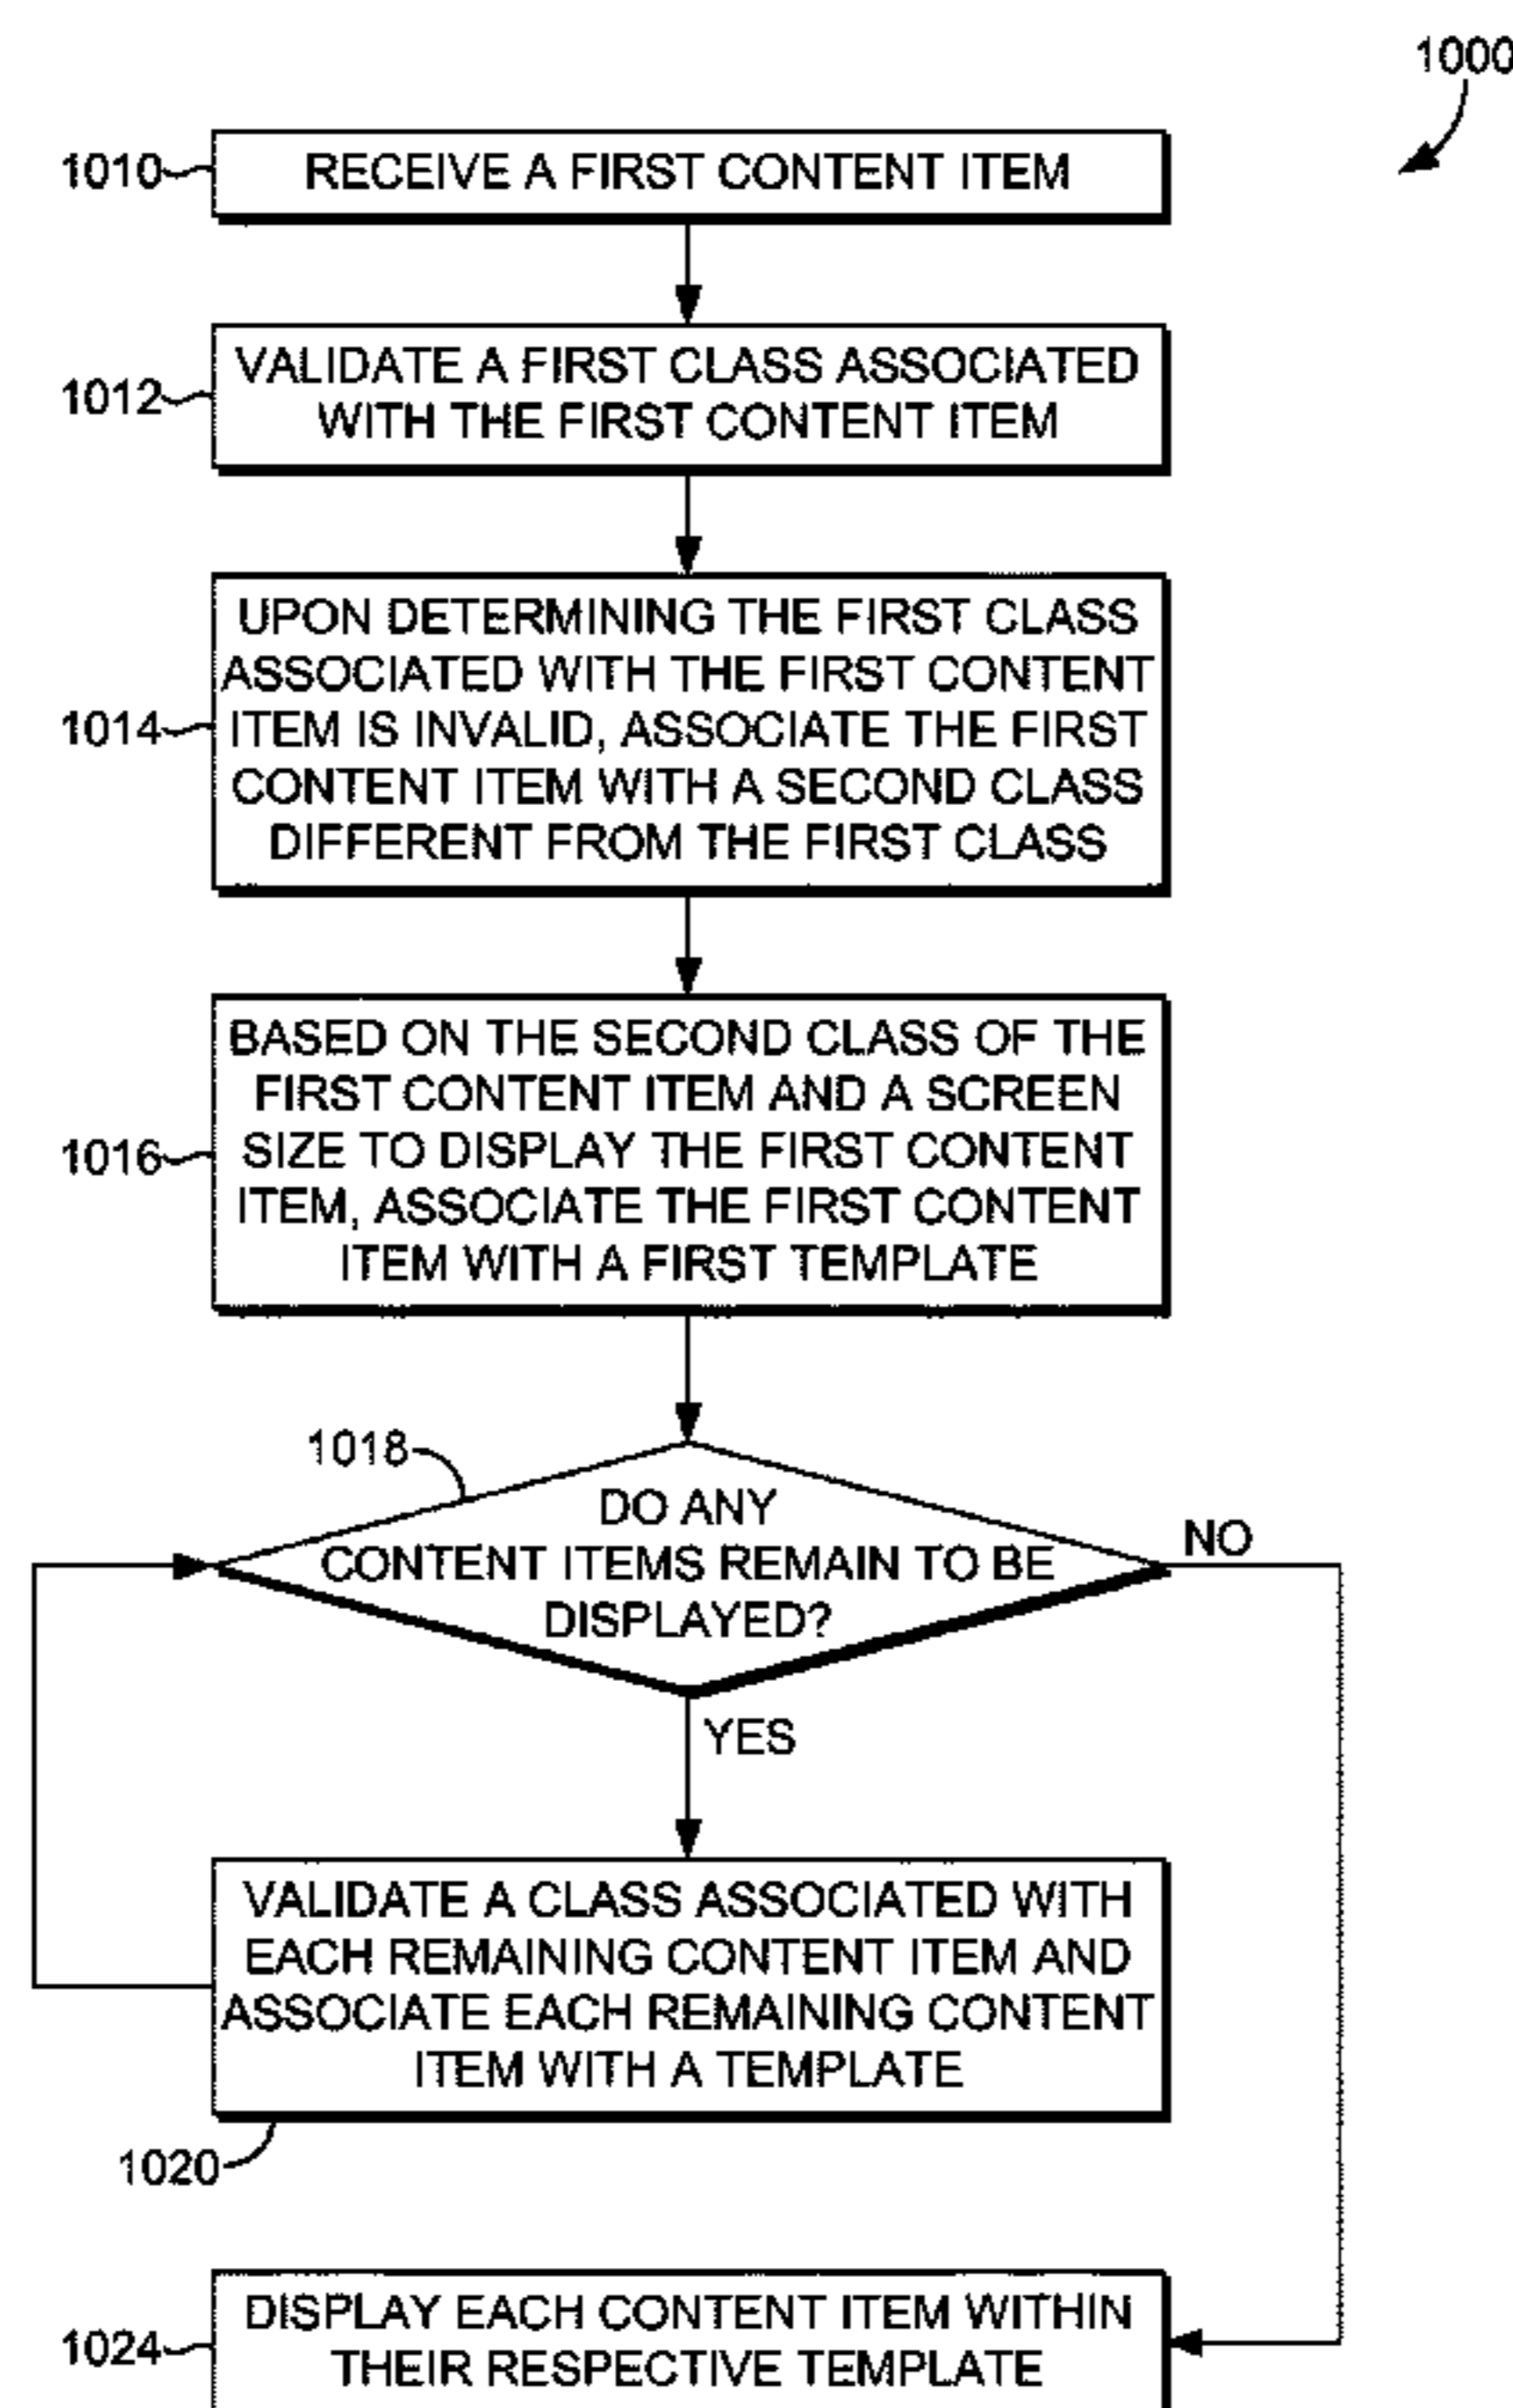 1000
1010
RECEIVE A FIRST CONTENT ITEM
1012
VALIDATE A FIRST CLASS ASSOCIATED
WITH THE FIRST CONTENT ITEM
1014
UPON DETERMINING THE FIRST CLASS
ASSOCIATED WITH THE FIRST CONTENT
ITEM IS INVALID, ASSOCIATE THE FIRST
CONTENT ITEM WITH A SECOND CLASS
DIFFERENT FROM THE FIRST CLASS
1016
BASED ON THE SECOND CLASS OF THE
FIRST CONTENT ITEM AND A SCREEN
SIZE TO DISPLAY THE FIRST CONTENT
ITEM, ASSOCIATE THE FIRST CONTENT
ITEM WITH A FIRST TEMPLATE
1018
DO ANY
CONTENT ITEMS REMAIN TO BE
DISPLAYED?
NO
YES
VALIDATE A CLASS ASSOCIATED WITH
EACH REMAINING CONTENT ITEM AND
ASSOCIATE EACH REMAINING CONTENT
ITEM WITH A TEMPLATE
1020
1024
DISPLAY EACH CONTENT ITEM WITHIN
THEIR RESPECTIVE TEMPLATE